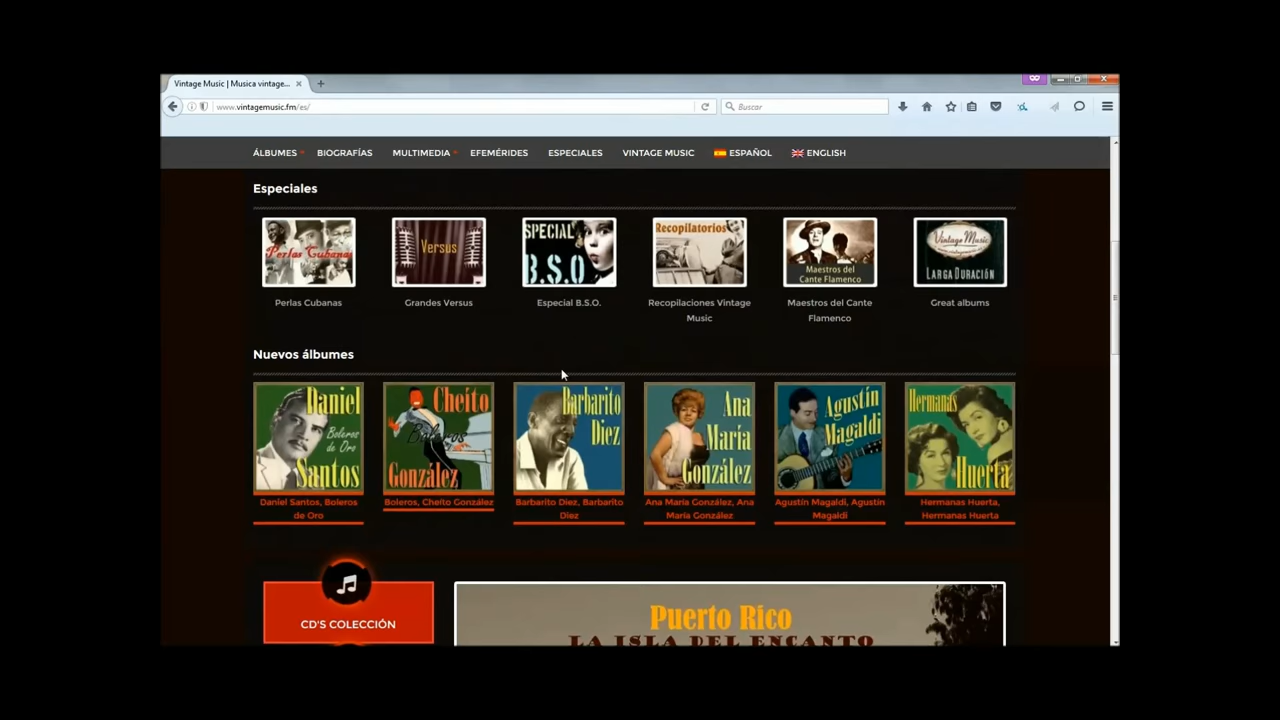 Vintage Music | Musica vintage...
www.vintagemusic.fm/es/
Buscar
ÁLBUMES
BIOGRAFÍAS
MULTIMEDIA
EFEMÉRIDES
ESPECIALES
VINTAGE MUSIC
ESPAÑOL
ENGLISH
Especiales
Perlas Cubanas
Versus
SPECIAL
B.S.O
Recopilatorios
Maestros del
Cante Flamenco
Vintage Music
LARGA DURACIÓN
Perlas Cubanas
Grandes Versus
Especial B.S.O.
Recopilaciones Vintage
Music
Maestros del Cante
Flamenco
Great albums
Nuevos álbumes
Daniel
Boleros
de Oro
Santos
Cheíto
Boleros
González
Barbarito
Diez
Ana
María
González
Agustín
Magaldi
Hermanas
Huerta
Daniel Santos, Boleros
de Oro
Boleros, Cheíto González
Barbarito Diez, Barbarito
Diez
Ana María González, Ana
María González
Agustín Magaldi, Agustín
Magaldi
Hermanas Huerta,
Hermanas Huerta
CD'S COLECCIÓN
Puerto Rico
LA ISLA DEL ENCANTO